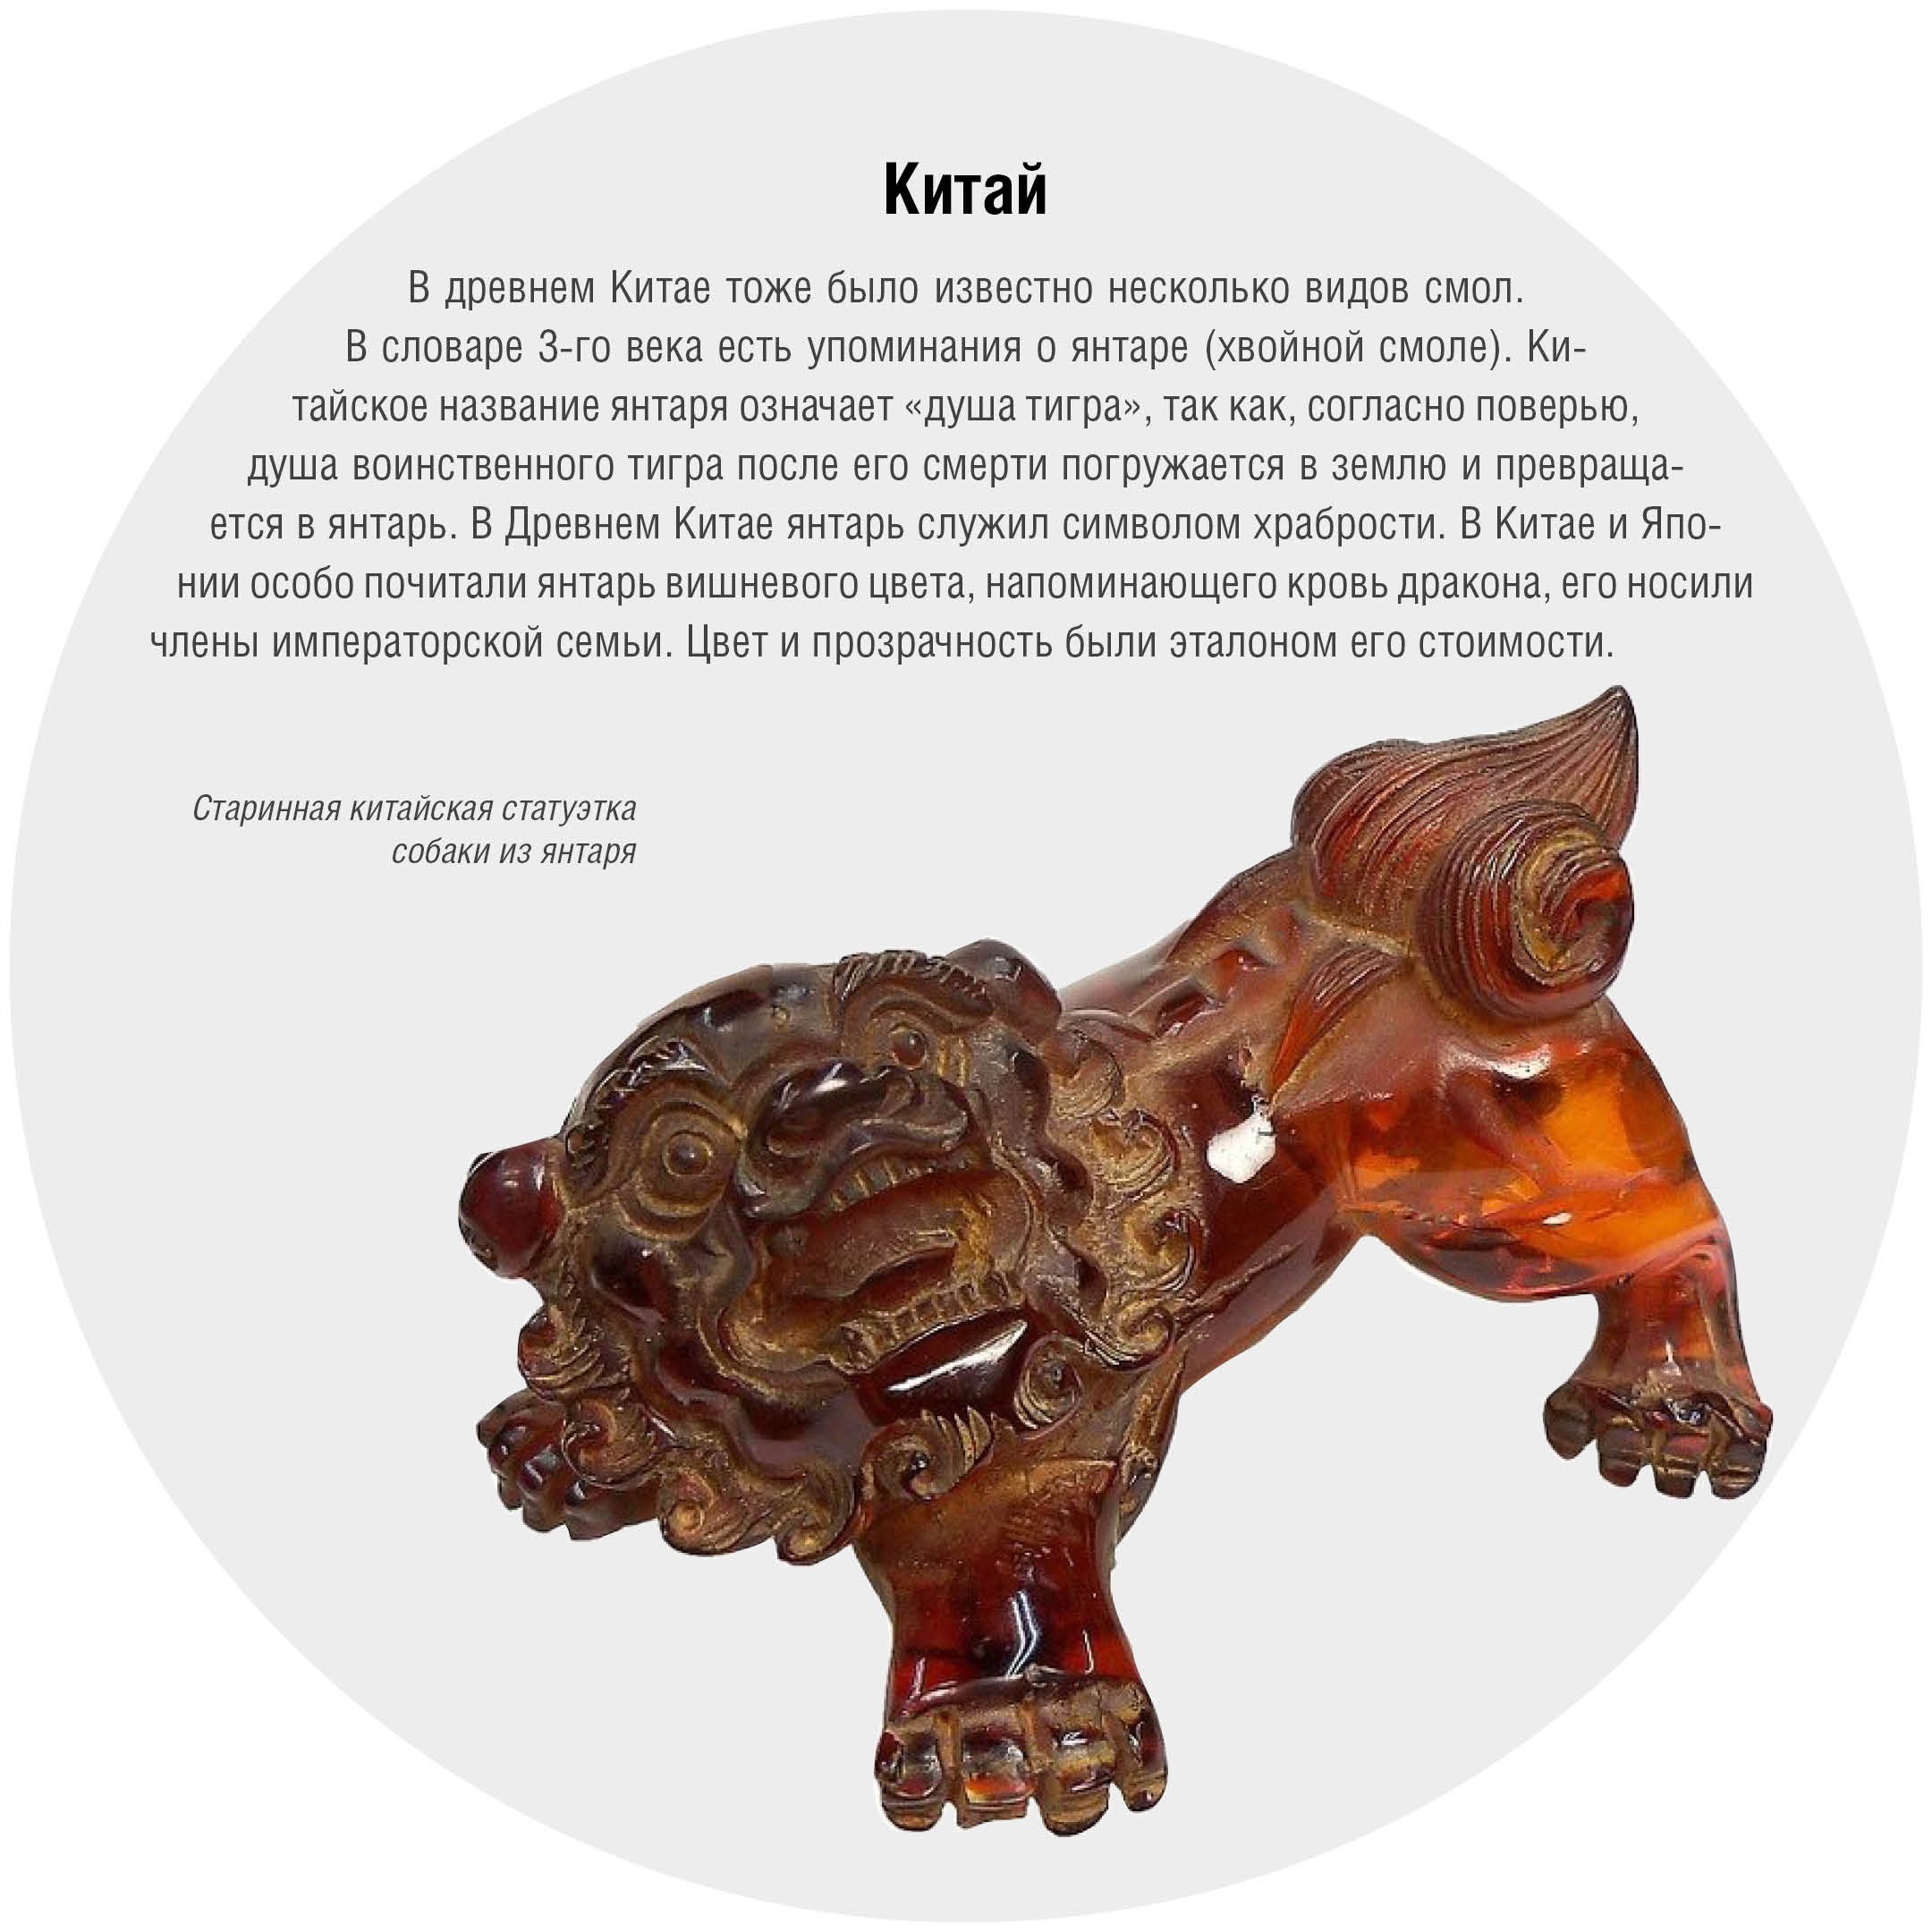 Китай
В древнем Китае тоже было известно несколько видов смол.
В словаре 3-го века есть упоминания о янтаре (хвойной смоле). Ки-
тайское название янтаря означает «душа тигра», так как, согласно поверью,
душа воинственного тигра после его смерти погружается в землю и превраща-
ется в янтарь. В Древнем Китае янтарь служил символом храбрости. В Китае и Япо-
нии особо почитали янтарь вишневого цвета, напоминающего кровь дракона, его носили
члены императорской семьи. Цвет и прозрачность были эталоном его стоимости.
Старинная китайская статуэтка
собаки из янтаря